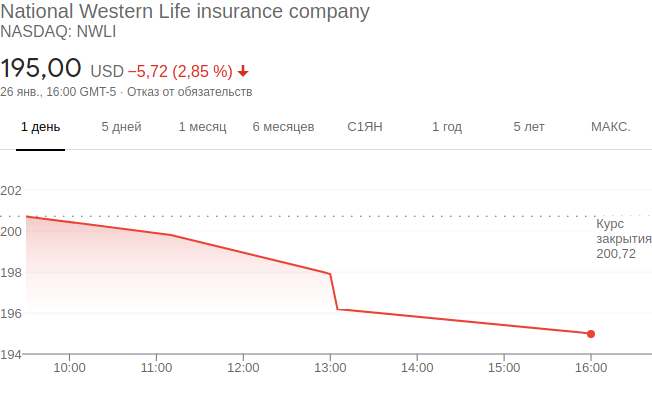 National Western Life insurance company
NASDAQ: NWLI
195,00 USD −5,72 (2,85 %)
26 янв., 16:00 GMT-5 · Отказ от обязательств
1 день 5 дней 1 месяц 6 месяцев С1ЯН 1 год 5 лет МАКС.
202
200
198
196
194
Курс
закрытия
200,72
10:00 11:00 12:00 13:00 14:00 15:00 16:00